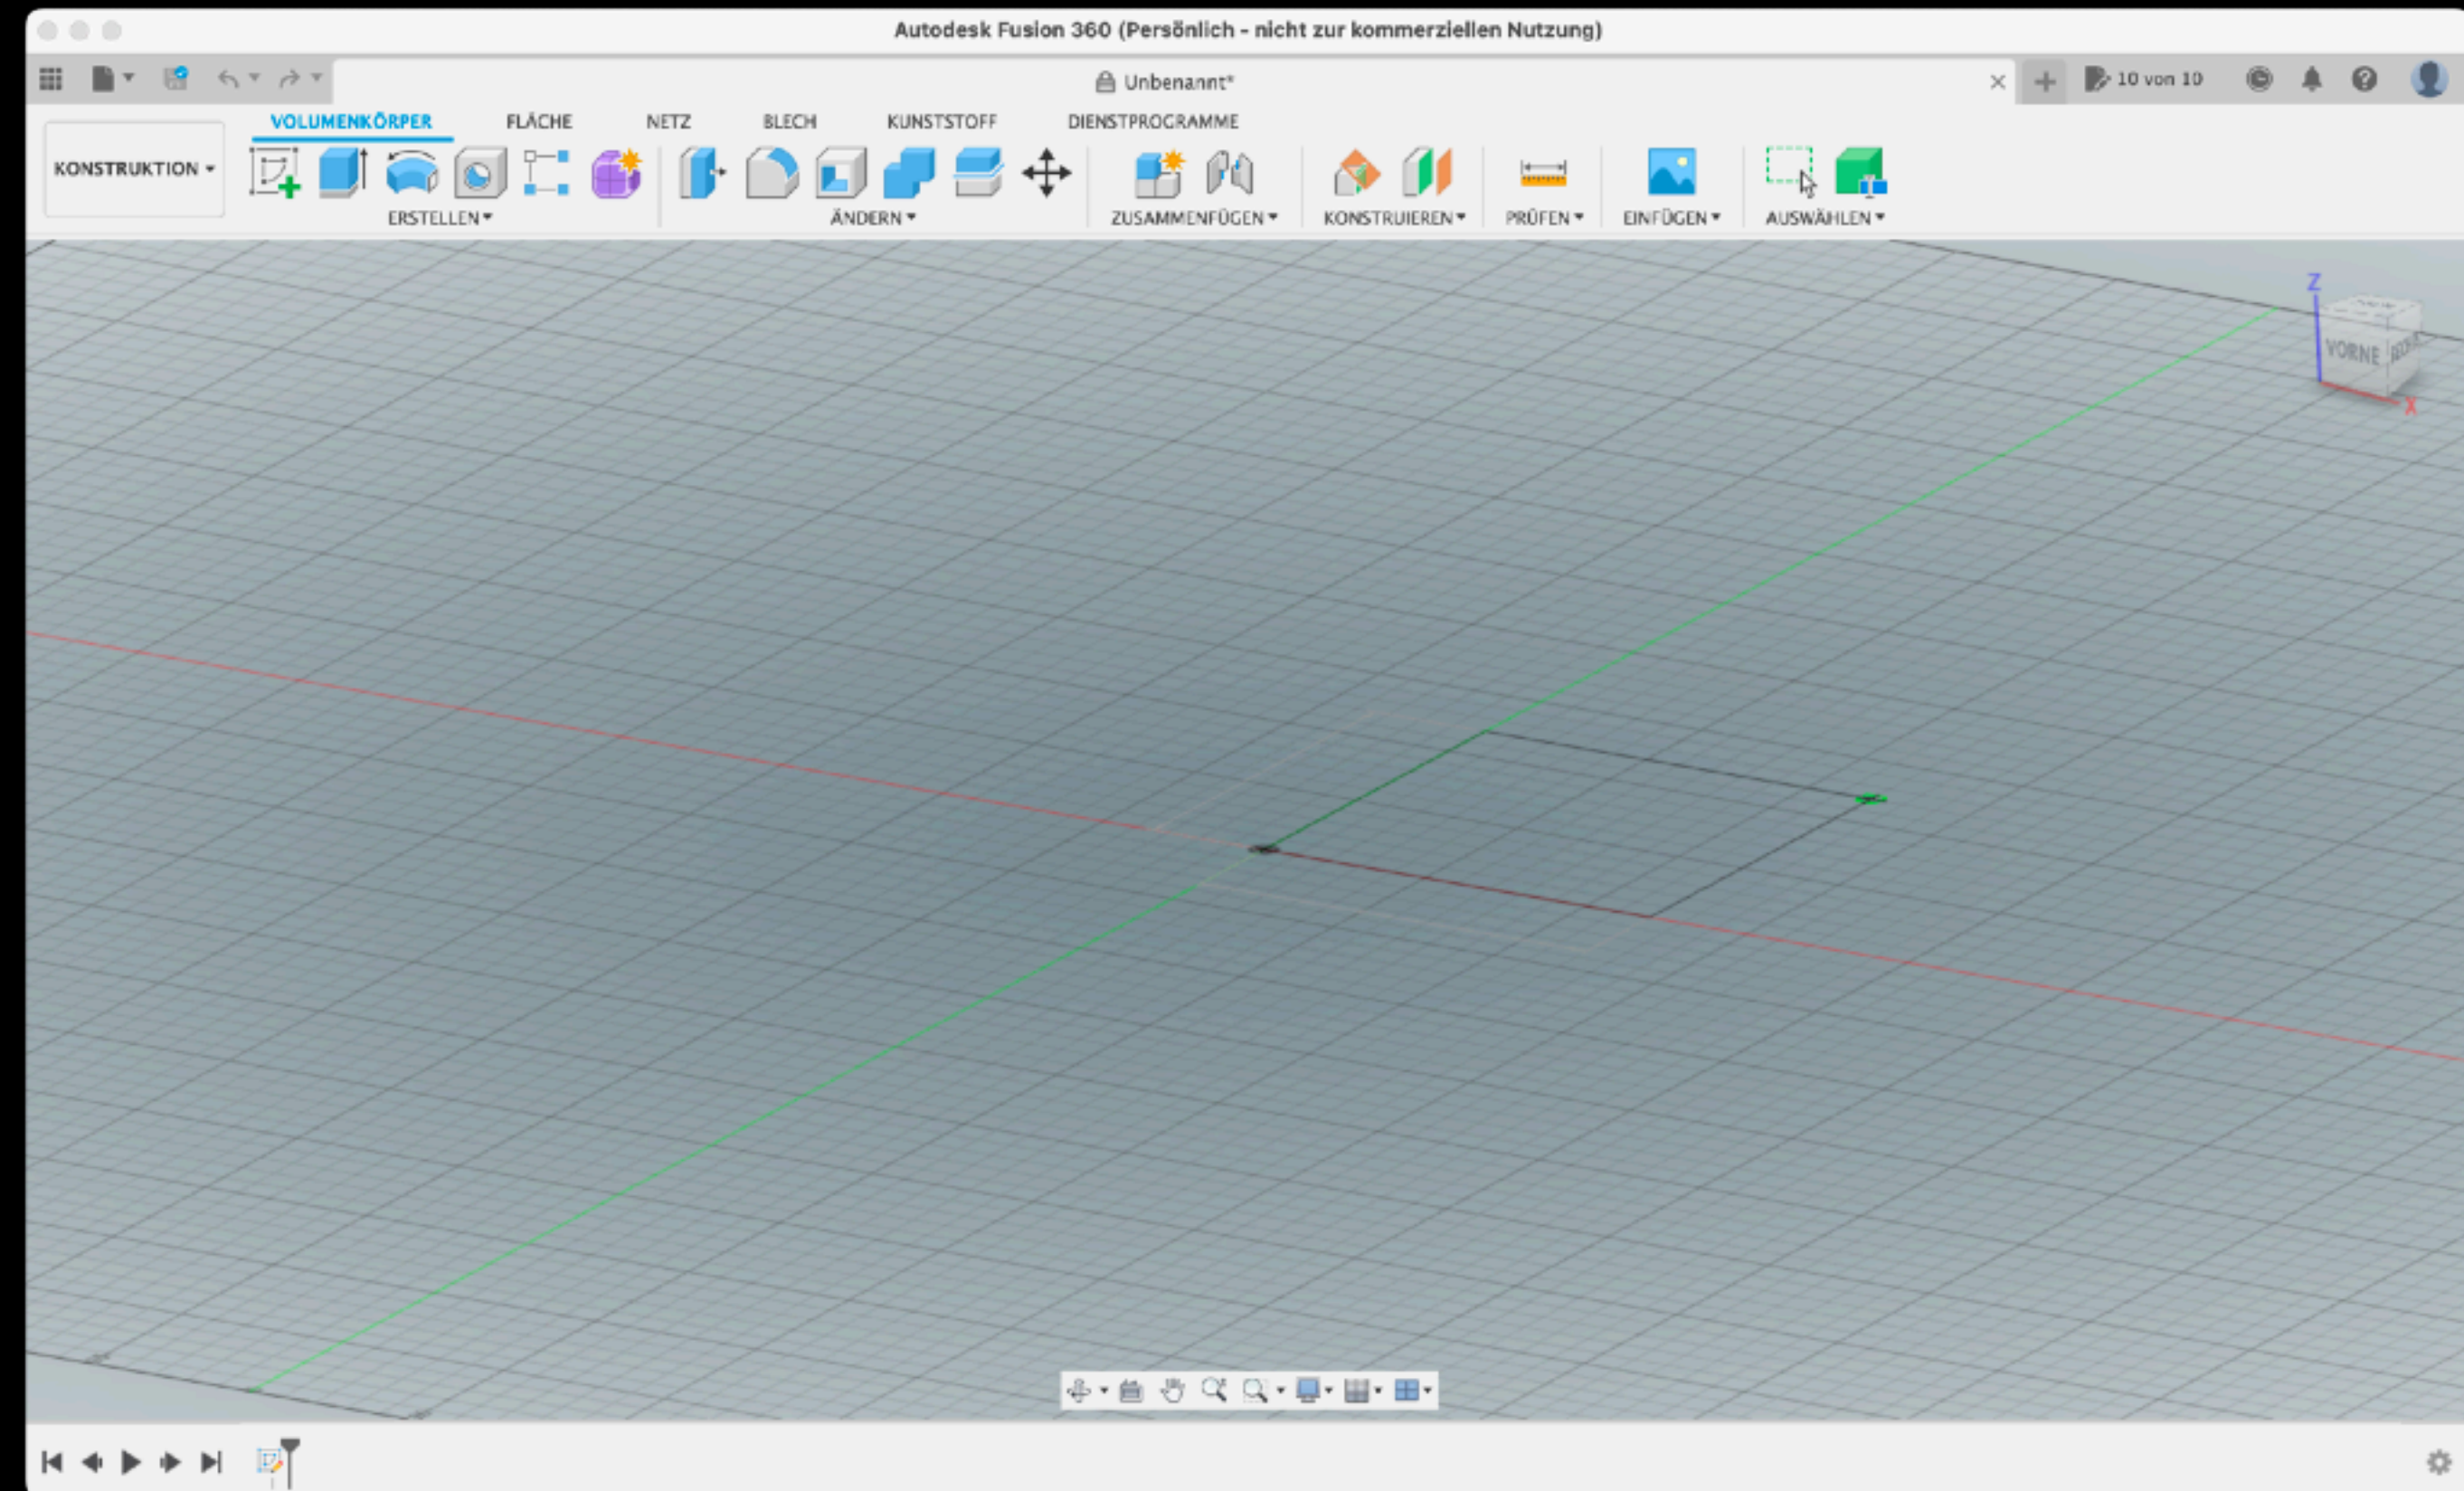 Autodesk Fusion 360 (Persönlich - nicht zur kommerziellen Nutzung)
Unbenannt*
10 von 10
VOLUMENKÖRPER FLÄCHE NETZ BLECH KUNSTSTOFF DIENSTPROGRAMME
KONSTRUKTION
ERSTELLEN ÄNDERN ZUSAMMENFÜGEN KONSTRUIEREN PRÜFEN EINFÜGEN AUSWÄHLEN
Z
VORNE
X